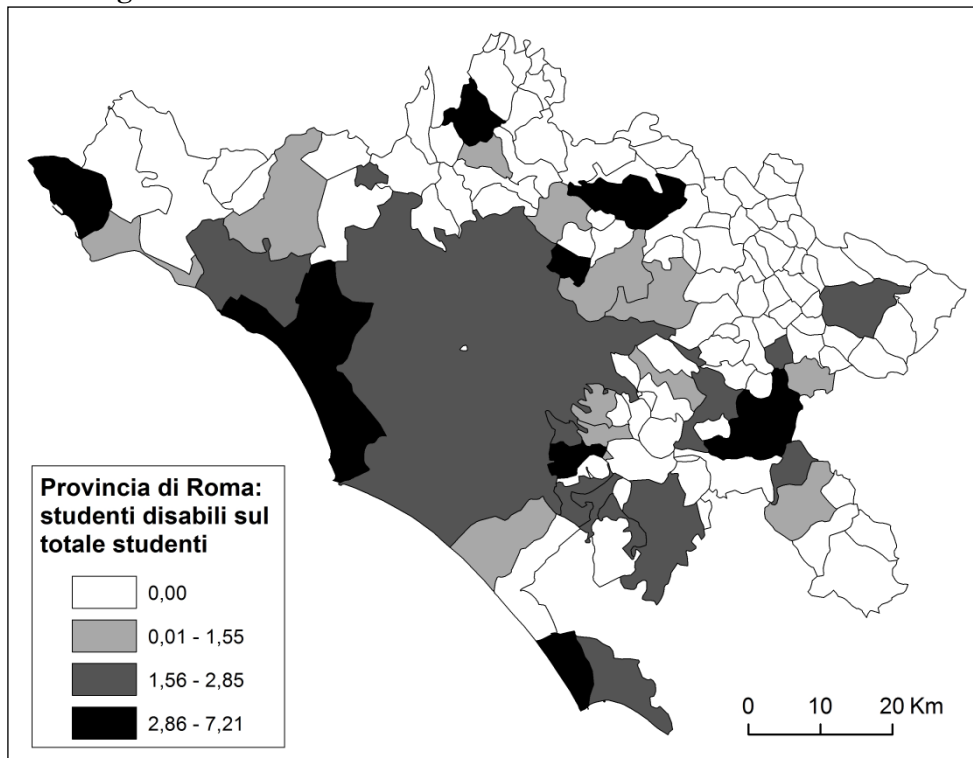 Provincia di Roma:
studenti disabili sul
totale studenti
0,00
0,01 - 1,55
1,56 - 2,85
2,86 - 7,21
0 10 20 Km